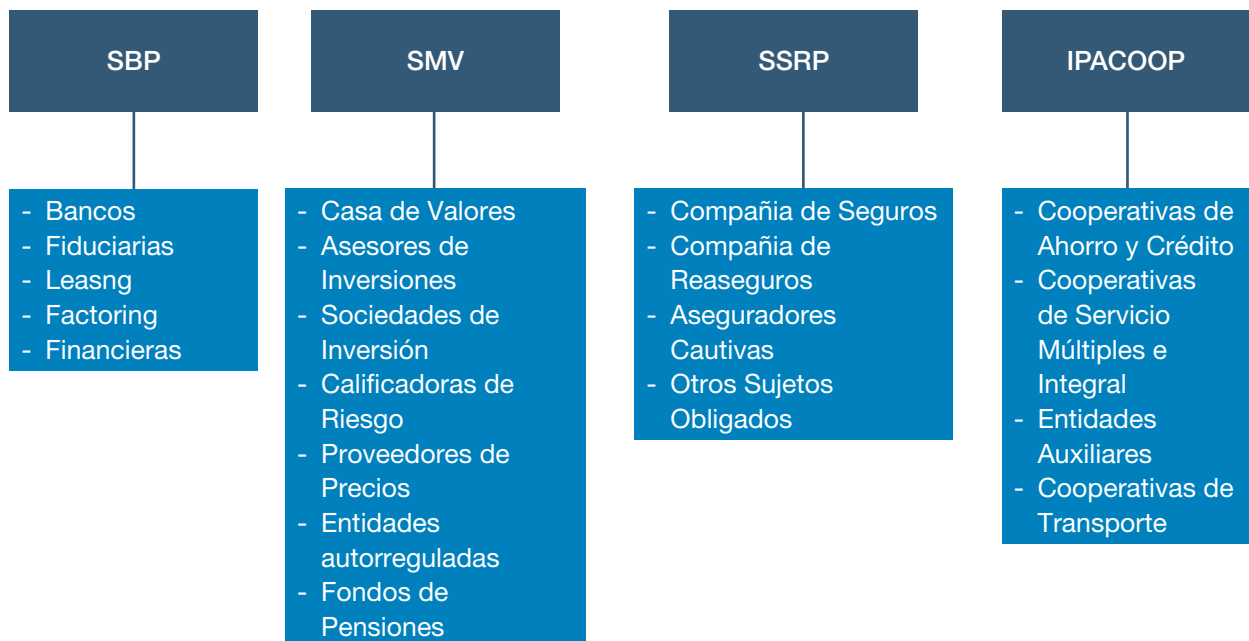 SBP
- Bancos
- Fiduciarias
- Leasng
- Factoring
- Financieras
SMV
- Casa de Valores
- Asesores de
Inversiones
- Sociedades de
Inversión
- Calificadoras de
Riesgo
- Proveedores de
Precios
- Entidades
autorreguladas
- Fondos de
Pensiones
SSRP
- Compañia de Seguros
- Compañia de
Reaseguros
- Aseguradores
Cautivas
- Otros Sujetos
Obligados
IPACOOP
- Cooperativas de
Ahorro y Crédito
- Cooperativas
de Servicio
Múltiples e
Integral
- Entidades
Auxiliares
- Cooperativas de
Transporte